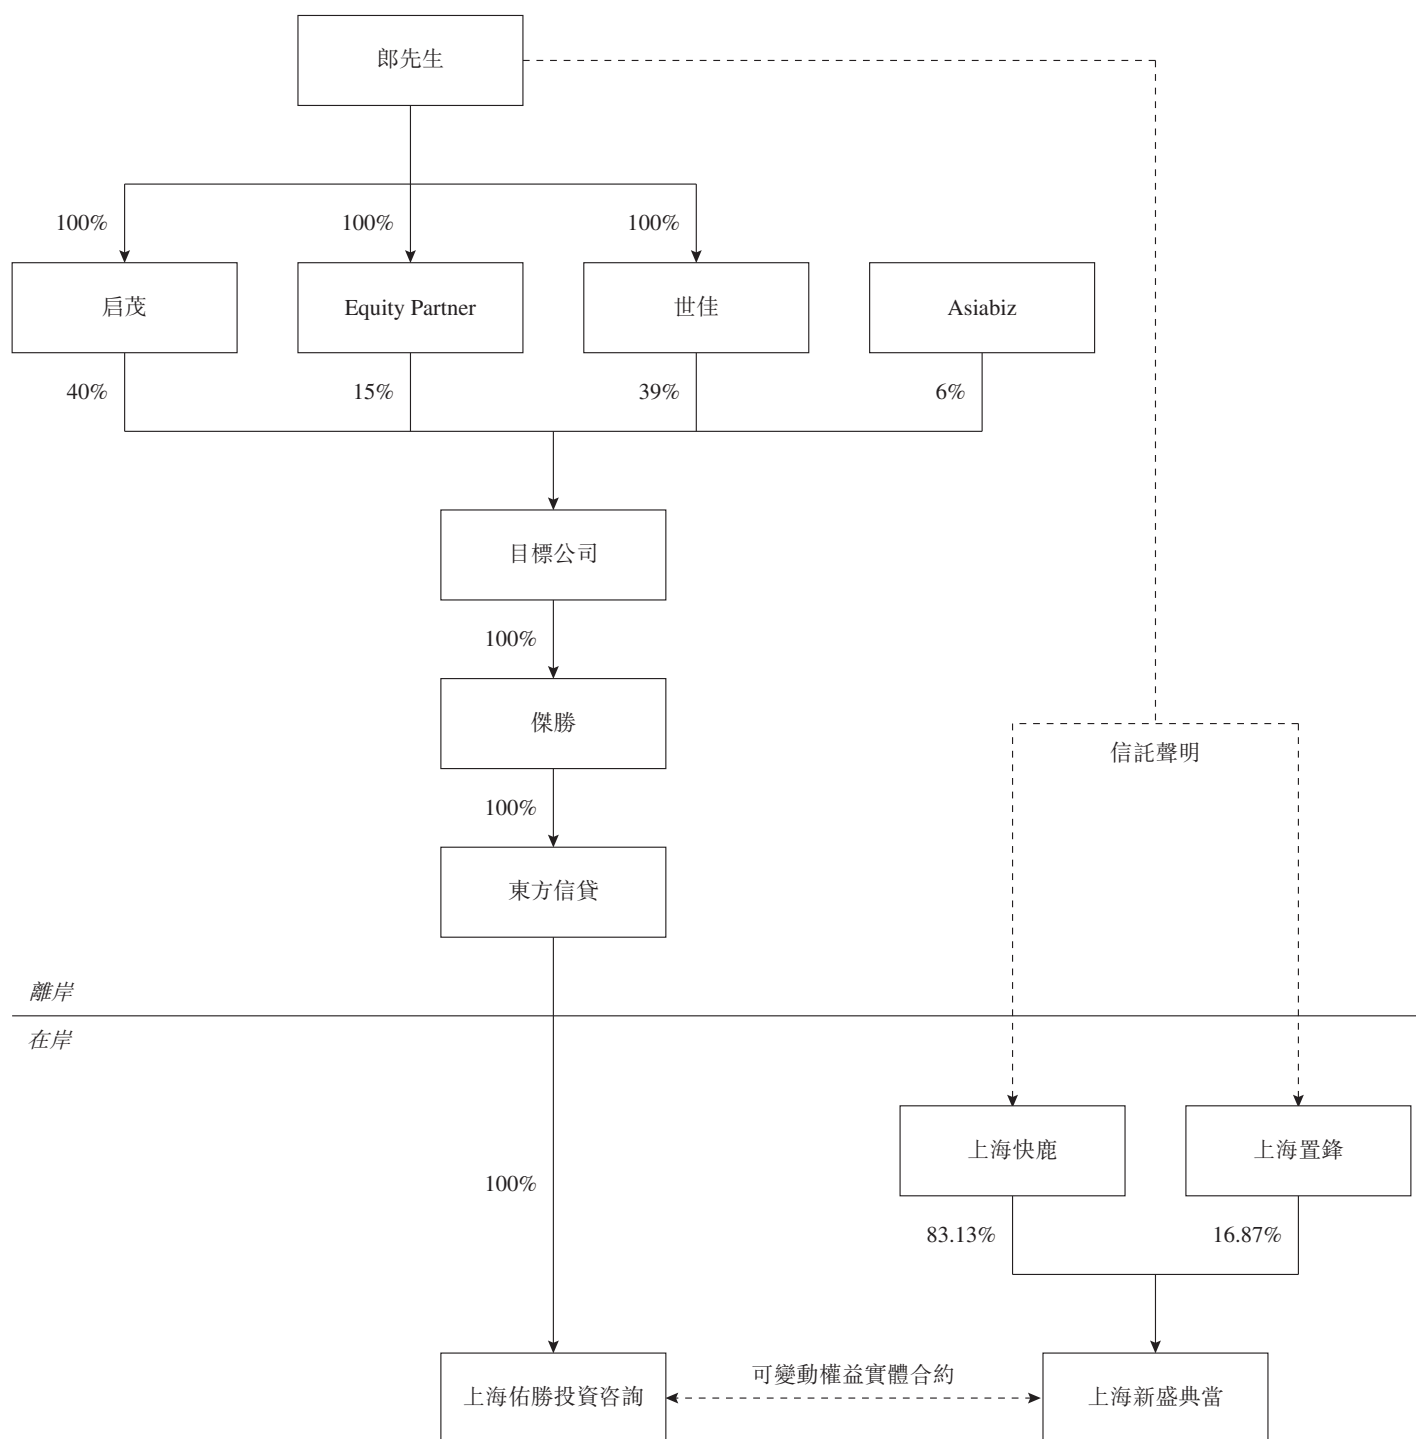 郎先生
100%
100%
100%
启茂
Equity Partner
世佳
Asiabiz
40%
15%
39%
6%
目標公司
100%
傑勝
信託聲明
100%
東方信貸
離岸
在岸
上海快鹿
上海置鋒
100%
83.13%
16.87%
可變動權益實體合約
上海佑勝投資咨詢
上海新盛典當